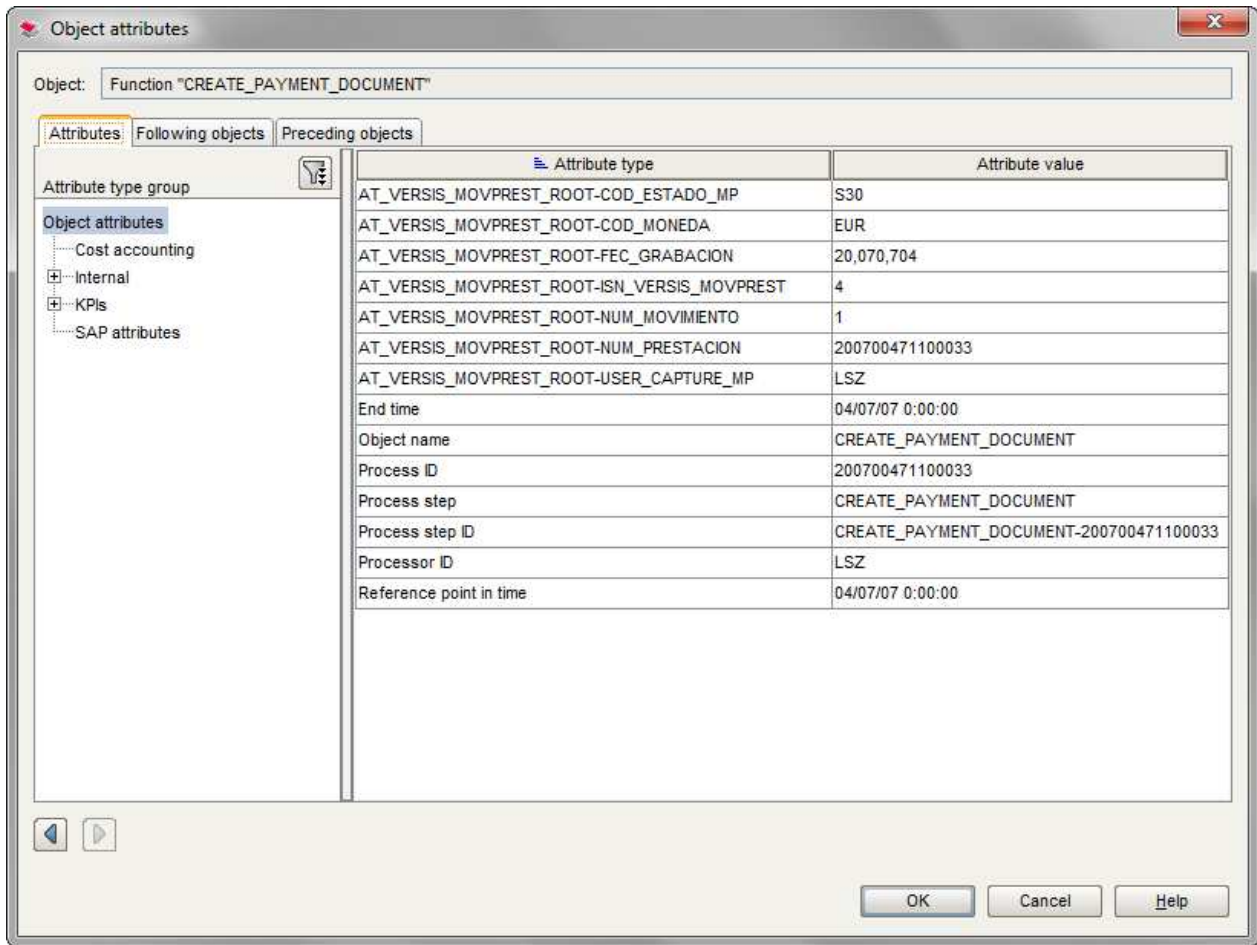 Object attributes
Object: Function "CREATE_PAYMENT_DOCUMENT"
Attributes Following objects Preceding objects
Attribute type group
Object attributes
Cost accounting
Internal
KPIs
SAP attributes
Attribute type Attribute value
AT_VERSIS_MOVPREST_ROOT-COD_ESTADO_MP S30
AT_VERSIS_MOVPREST_ROOT-COD_MONEDA EUR
AT_VERSIS_MOVPREST_ROOT-FEC_GRABACION 20,070,704
AT_VERSIS_MOVPREST_ROOT-ISN_VERSIS_MOVPREST 4
AT_VERSIS_MOVPREST_ROOT-NUM_MOVIMIENTO 1
AT_VERSIS_MOVPREST_ROOT-NUM_PRESTACION 200700471100033
AT_VERSIS_MOVPREST_ROOT-USER_CAPTURE_MP LSZ
End time 04/07/07 0:00:00
Object name CREATE_PAYMENT_DOCUMENT
Process ID 200700471100033
Process step CREATE_PAYMENT_DOCUMENT
Process step ID CREATE_PAYMENT_DOCUMENT-200700471100033
Processor ID LSZ
Reference point in time 04/07/07 0:00:00
OK Cancel Help